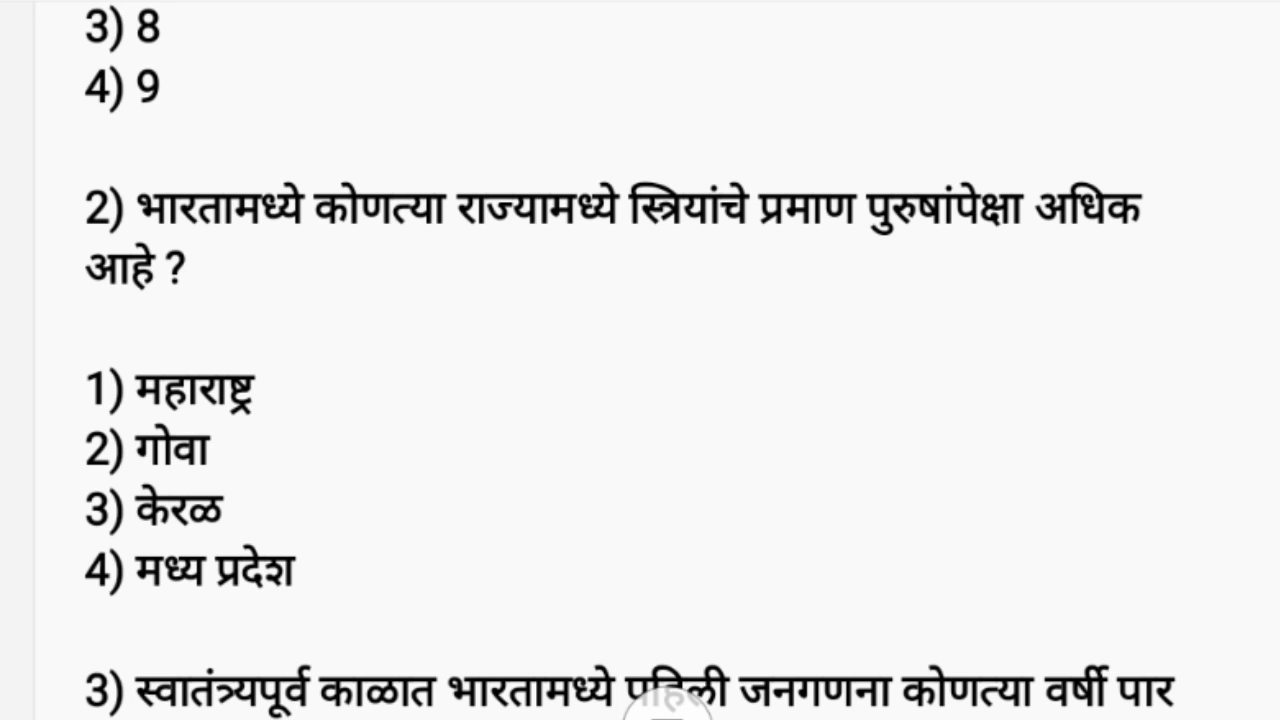 3) 8
4) 9
2) भारतामध्ये कोणत्या राज्यामध्ये स्त्रियांचे प्रमाण पुरुषांपेक्षा अधिक
आहे ?
1) महाराष्ट्र
2) गोवा
3) केरळ
4) मध्य प्रदेश
3) स्वातंत्र्यपूर्व काळात भारतामध्ये पहिली जनगणना कोणत्या वर्षी पार